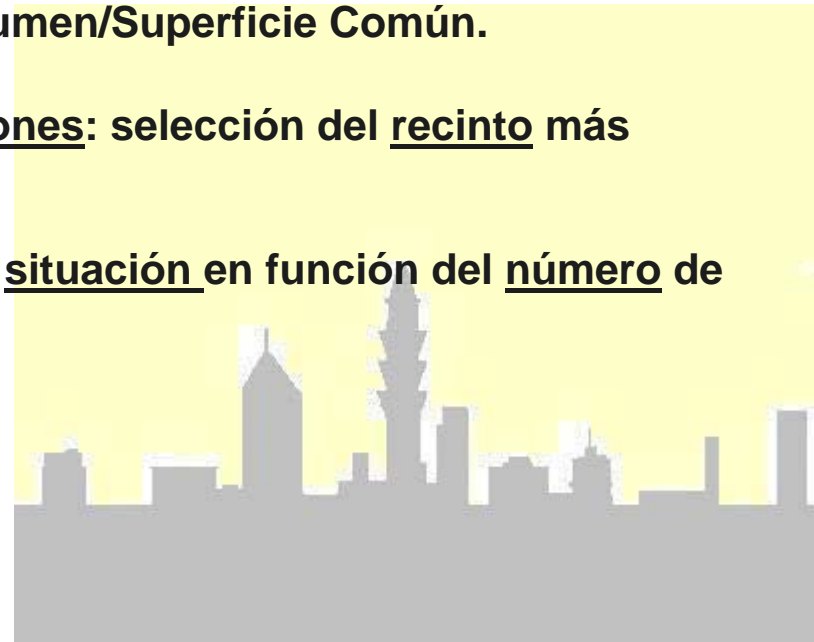 umen/Superficie Común.
ones: selección del recinto más
situación en función del número de